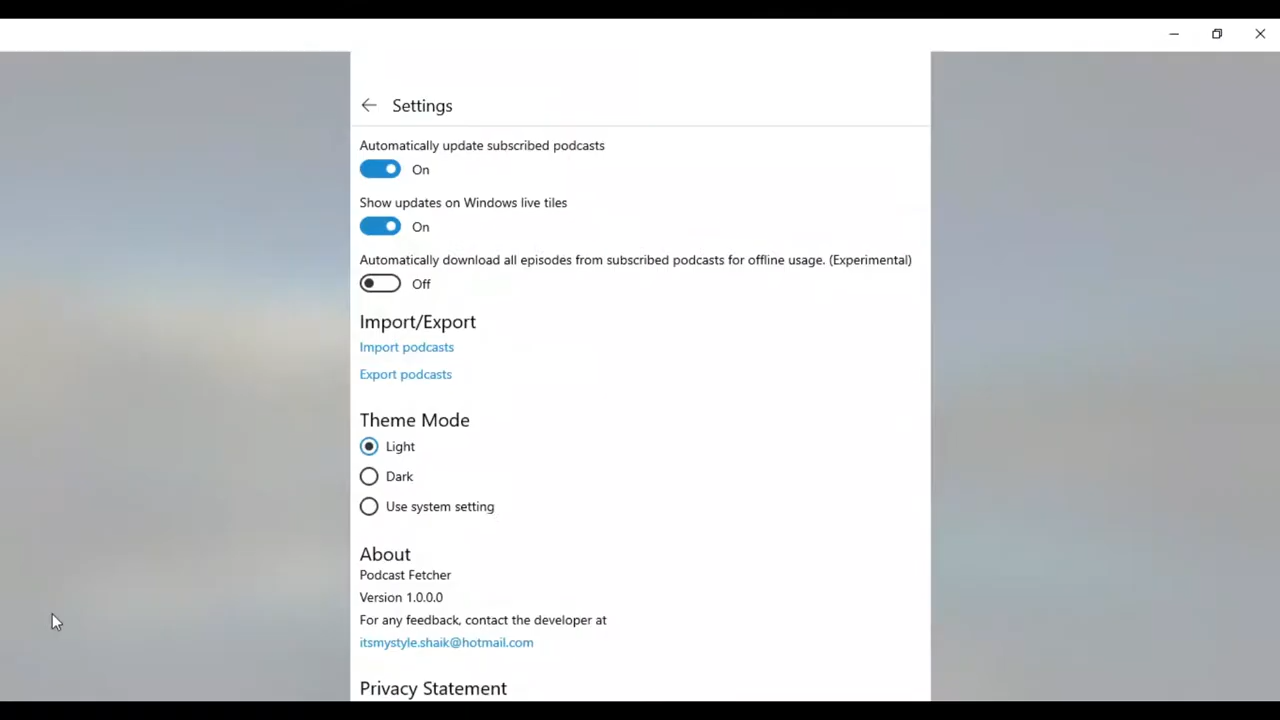 Settings
Automatically update subscribed podcasts
On
Show updates on Windows live tiles
On
Automatically download all episodes from subscribed podcasts for offline usage. (Experimental)
Off
Import/Export
Import podcasts
Export podcasts
Theme Mode
Light
Dark
Use system setting
About
Podcast Fetcher
Version 1.0.0.0
For any feedback, contact the developer at
itsmystyle.shaik@hotmail.com
Privacy Statement